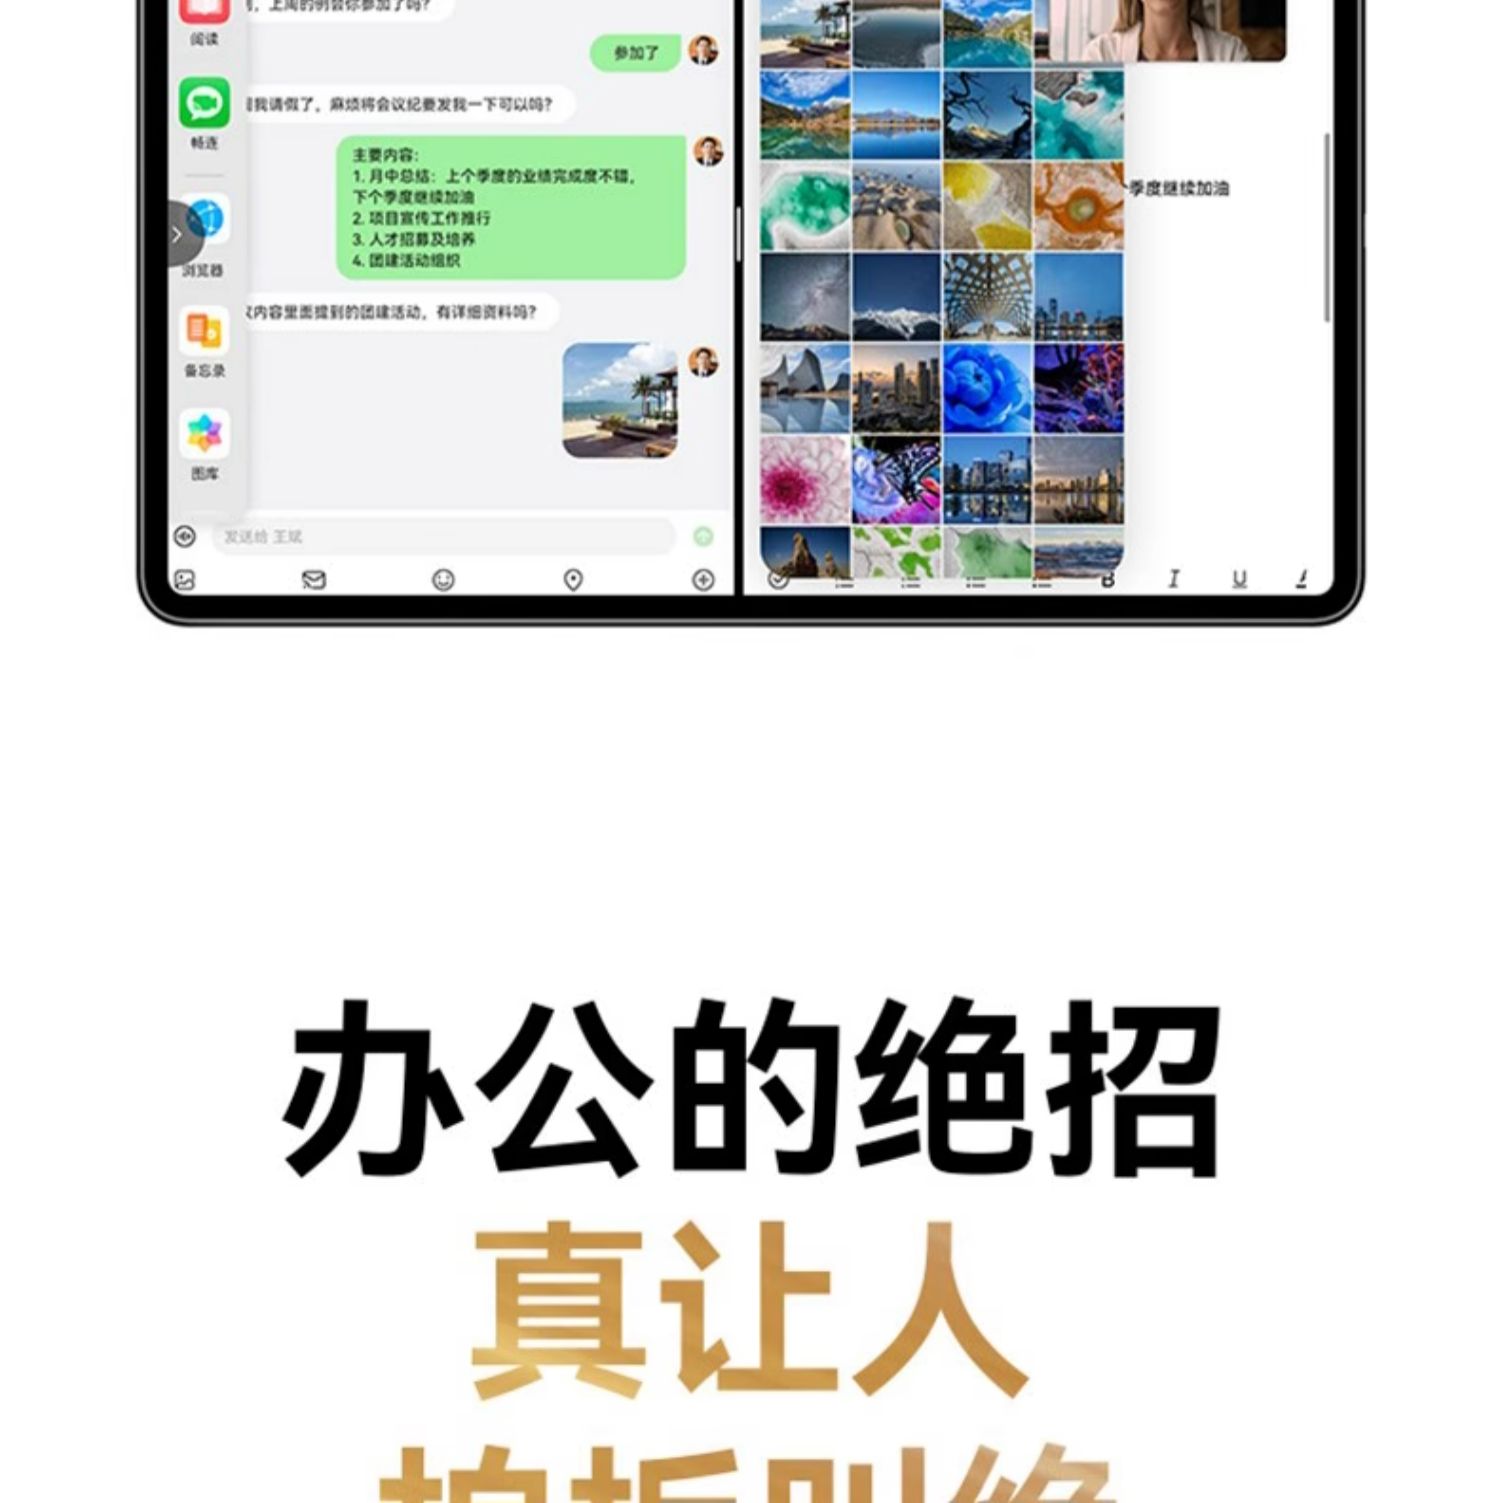 上周的例会你参加了吗?
阅读
参加了
我请假了，麻烦将会议纪要发我一下可以吗?
畅连
主要内容:
1. 月中总结：上个季度的业绩完成度不错，
下个季度继续加油
2. 项目宣传工作推行
3. 人才招募及培养
4. 团建活动组织
季度继续加油
浏览器
内容里面提到的团建活动，有详细资料吗?
备忘录
图库
发送给 王斌
B I U
办公的绝招
真让人
拍案叫绝